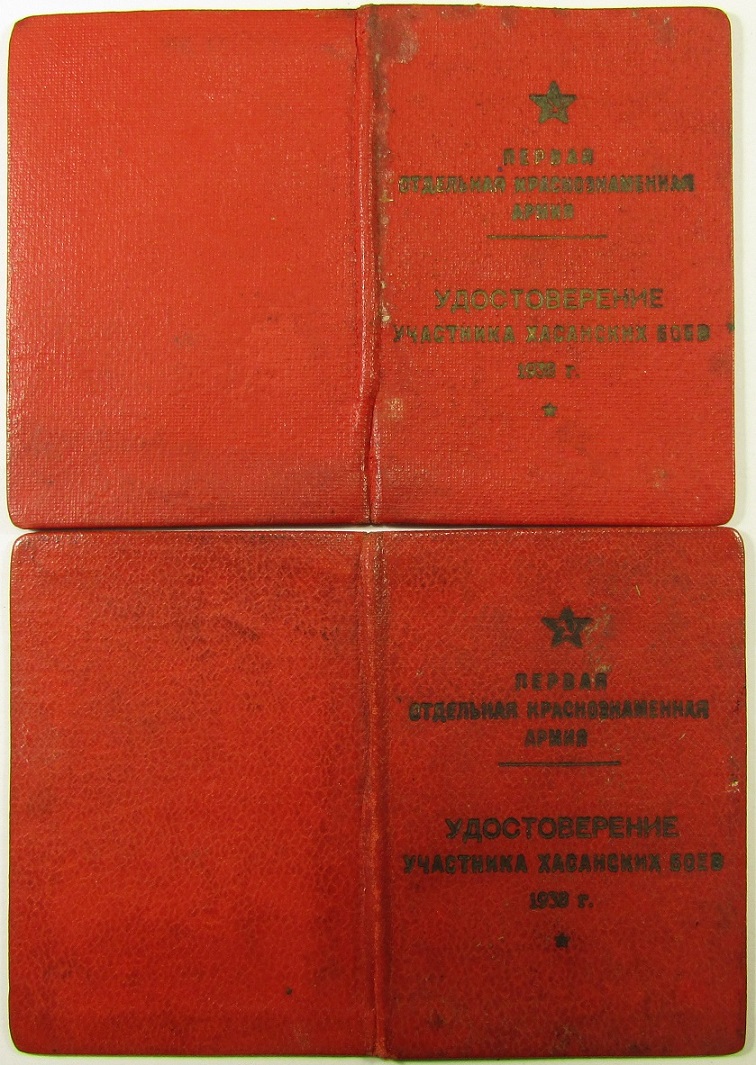 ПЕРВАЯ
ОТДЕЛЬНАЯ КРАСНОЗНАМЕННАЯ
АРМИЯ
УДОСТОВЕРЕНИЕ
УЧАСТНИКА ХАСАНСКИХ БОЕВ
1938 г.
ПЕРВАЯ
ОТДЕЛЬНАЯ КРАСНОЗНАМЕННАЯ
АРМИЯ
УДОСТОВЕРЕНИЕ
УЧАСТНИКА ХАСАНСКИХ БОЕВ
1938 г.